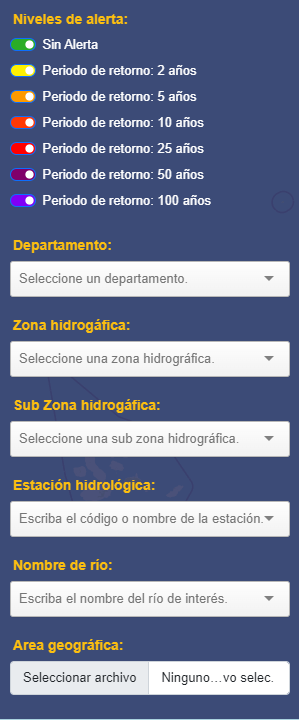 Niveles de alerta:
Sin Alerta
Periodo de retorno: 2 años
Periodo de retorno: 5 años
Periodo de retorno: 10 años
Periodo de retorno: 25 años
Periodo de retorno: 50 años
Periodo de retorno: 100 años
Departamento:
Seleccione un departamento.
Zona hidrogáfica:
Seleccione una zona hidrográfica.
Sub Zona hidrogáfica:
Seleccione una sub zona hidrográfica.
Estación hidrológica:
Escriba el código o nombre de la estación.
Nombre de río:
Escriba el nombre del río de interés.
Area geográfica:
Seleccionar archivo Ninguno…vo selec.